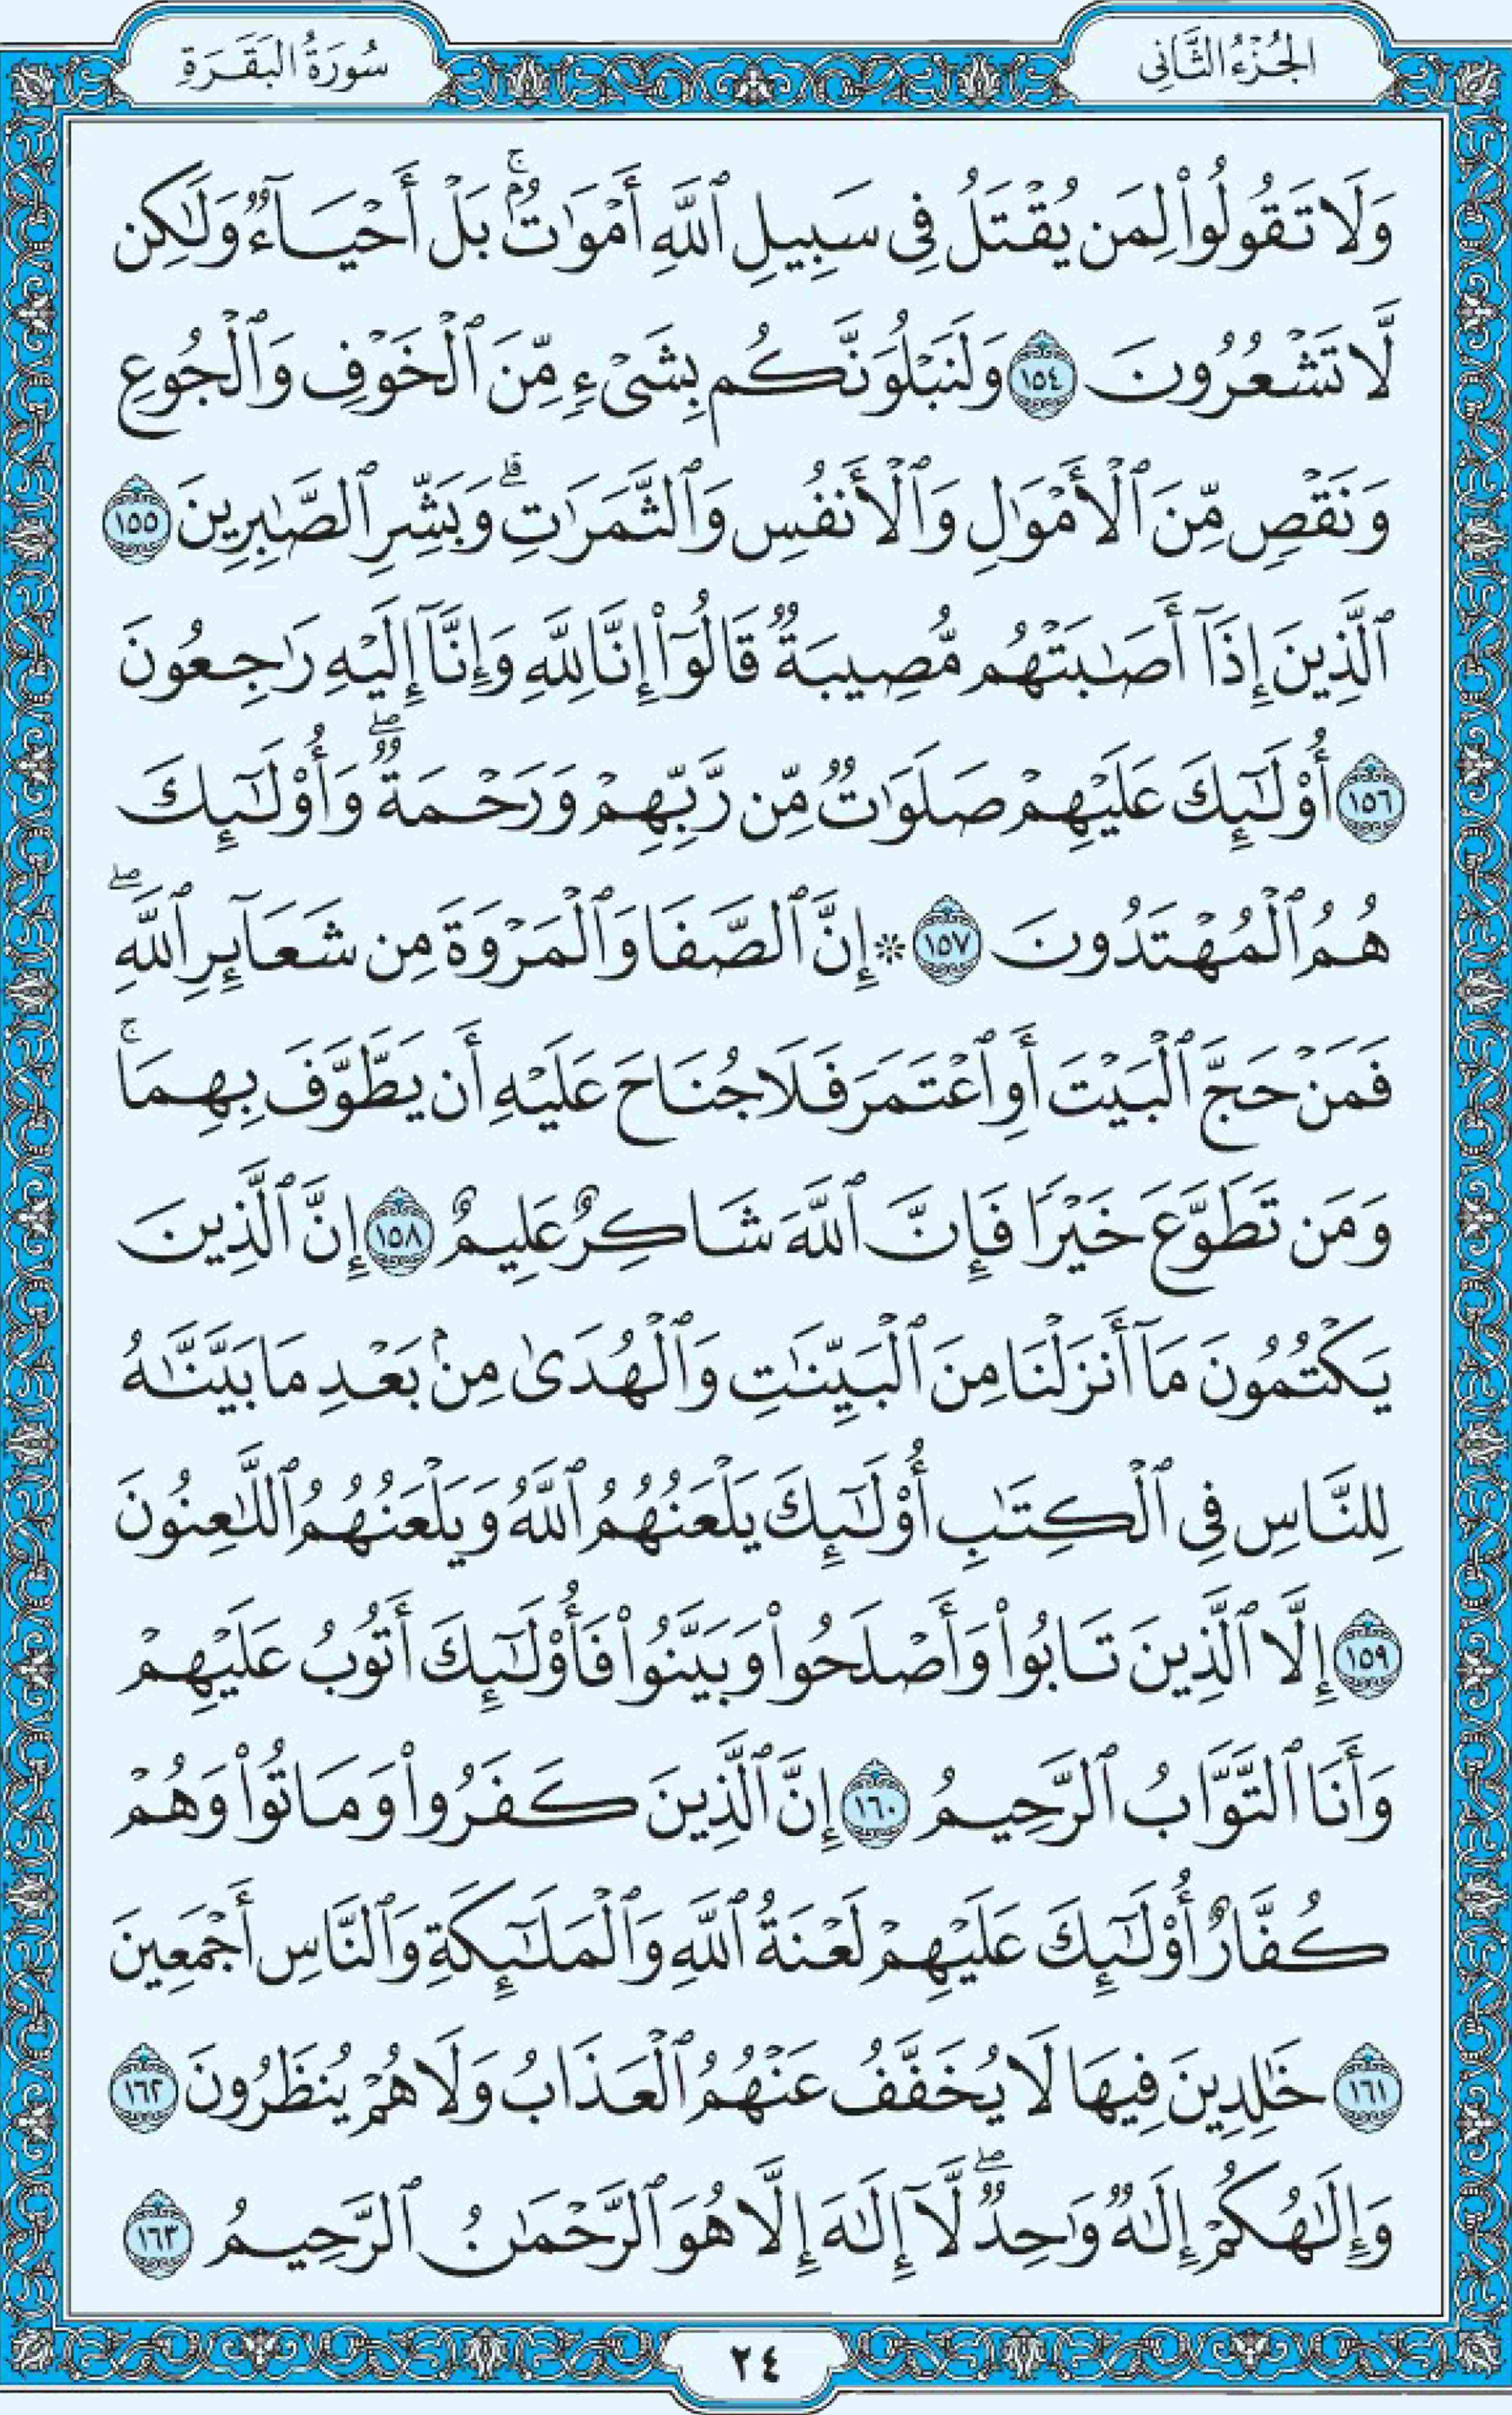 الجُزْءُ الثَّانِي
سُورَةُ البَقَرَةِ
وَلَا تَقُولُوا۟ لِمَن يُقْتَلُ فِى سَبِيلِ ٱللَّهِ أَمْوَٰتٌۢ ۚ بَلْ أَحْيَآءٌ وَلَٰكِن
لَّا تَشْعُرُونَ ١٥٤ وَلَنَبْلُوَنَّكُم بِشَىْءٍ مِّنَ ٱلْخَوْفِ وَٱلْجُوعِ
وَنَقْصٍ مِّنَ ٱلْأَمْوَٰلِ وَٱلْأَنفُسِ وَٱلثَّمَرَٰتِ ۗ وَبَشِّرِ ٱلصَّٰبِرِينَ ١٥٥
ٱلَّذِينَ إِذَآ أَصَٰبَتْهُم مُّصِيبَةٌ قَالُوٓا۟ إِنَّا لِلَّهِ وَإِنَّآ إِلَيْهِ رَٰجِعُونَ
١٥٦ أُو۟لَٰٓئِكَ عَلَيْهِمْ صَلَوَٰتٌ مِّن رَّبِّهِمْ وَرَحْمَةٌ ۖ وَأُو۟لَٰٓئِكَ
هُمُ ٱلْمُهْتَدُونَ ١٥٧ ۞ إِنَّ ٱلصَّفَا وَٱلْمَرْوَةَ مِن شَعَآئِرِ ٱللَّهِ ۖ
فَمَنْ حَجَّ ٱلْبَيْتَ أَوِ ٱعْتَمَرَ فَلَا جُنَاحَ عَلَيْهِ أَن يَطَّوَّفَ بِهِمَا ۚ
وَمَن تَطَوَّعَ خَيْرًا فَإِنَّ ٱللَّهَ شَاكِرٌ عَلِيمٌ ١٥٨ إِنَّ ٱلَّذِينَ
يَكْتُمُونَ مَآ أَنزَلْنَا مِنَ ٱلْبَيِّنَٰتِ وَٱلْهُدَىٰ مِنۢ بَعْدِ مَا بَيَّنَّٰهُ
لِلنَّاسِ فِى ٱلْكِتَٰبِ أُو۟لَٰٓئِكَ يَلْعَنُهُمُ ٱللَّهُ وَيَلْعَنُهُمُ ٱللَّٰعِنُونَ
١٥٩ إِلَّا ٱلَّذِينَ تَابُوا۟ وَأَصْلَحُوا۟ وَبَيَّنُوا۟ فَأُو۟لَٰٓئِكَ أَتُوبُ عَلَيْهِمْ
وَأَنَا ٱلتَّوَّابُ ٱلرَّحِيمُ ١٦٠ إِنَّ ٱلَّذِينَ كَفَرُوا۟ وَمَاتُوا۟ وَهُمْ
كُفَّارٌ أُو۟لَٰٓئِكَ عَلَيْهِمْ لَعْنَةُ ٱللَّهِ وَٱلْمَلَٰٓئِكَةِ وَٱلنَّاسِ أَجْمَعِينَ
١٦١ خَٰلِدِينَ فِيهَا لَا يُخَفَّفُ عَنْهُمُ ٱلْعَذَابُ وَلَا هُمْ يُنظَرُونَ ١٦٢
وَإِلَٰهُكُمْ إِلَٰهٌ وَٰحِدٌ ۖ لَّآ إِلَٰهَ إِلَّا هُوَ ٱلرَّحْمَٰنُ ٱلرَّحِيمُ ١٦٣
٢٤